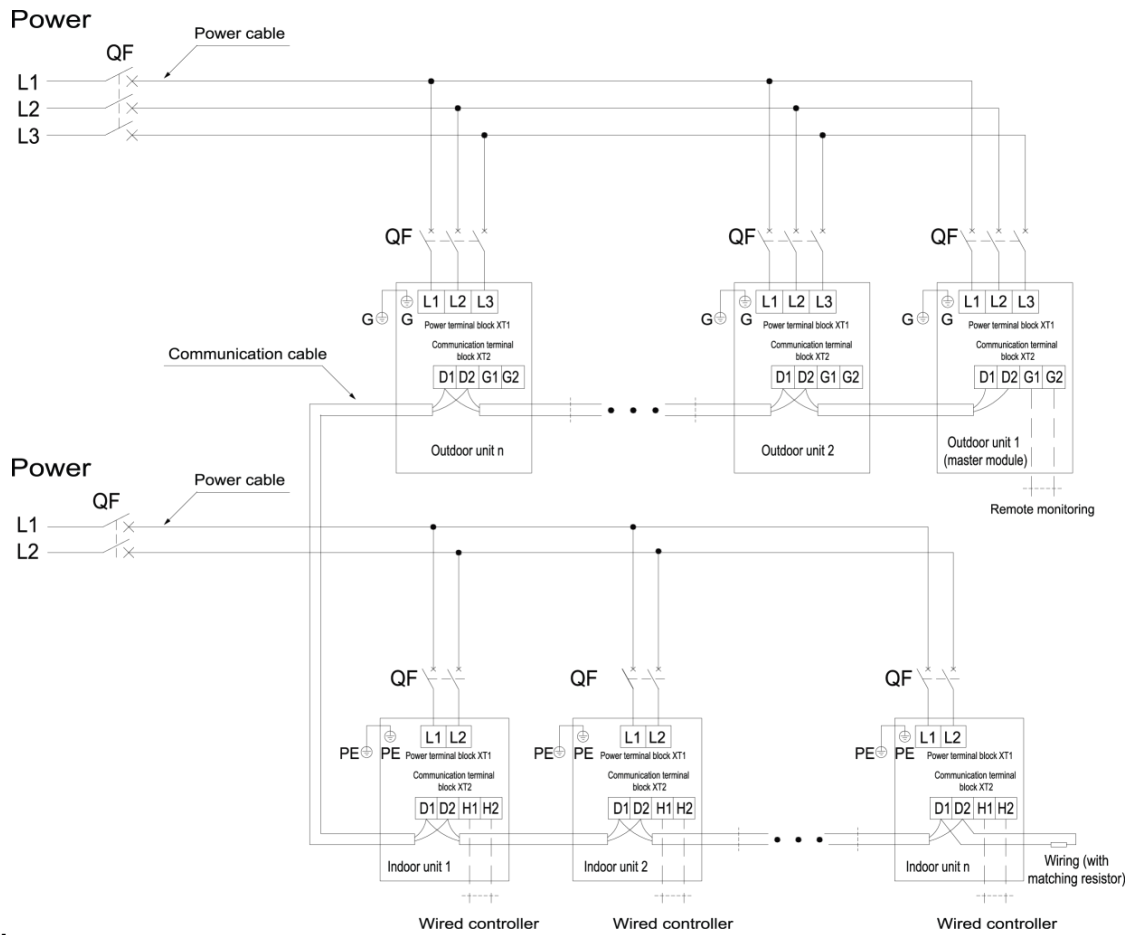 Power
Power cable
QF
L1
L2
L3
QF
QF
QF
L1 L2 L3
L1 L2 L3
L1 L2 L3
G G
G G
G G
Power terminal block XT1
Power terminal block XT1
Power terminal block XT1
Communication terminal
block XT2
Communication terminal
block XT2
Communication terminal
block XT2
Communication cable
D1 D2 G1 G2
D1 D2 G1 G2
D1 D2 G1 G2
Outdoor unit n
Outdoor unit 2
Outdoor unit 1
(master module)
Remote monitoring
Power
Power cable
QF
L1
L2
QF
QF
QF
L1 L2
L1 L2
L1 L2
PE PE
PE PE
PE PE
Power terminal block XT1
Power terminal block XT1
Power terminal block XT1
Communication terminal
block XT2
Communication terminal
block XT2
Communication terminal
block XT2
D1 D2 H1 H2
D1 D2 H1 H2
D1 D2 H1 H2
Indoor unit 1
Indoor unit 2
Indoor unit n
Wiring (with
matching resistor)
Wired controller
Wired controller
Wired controller